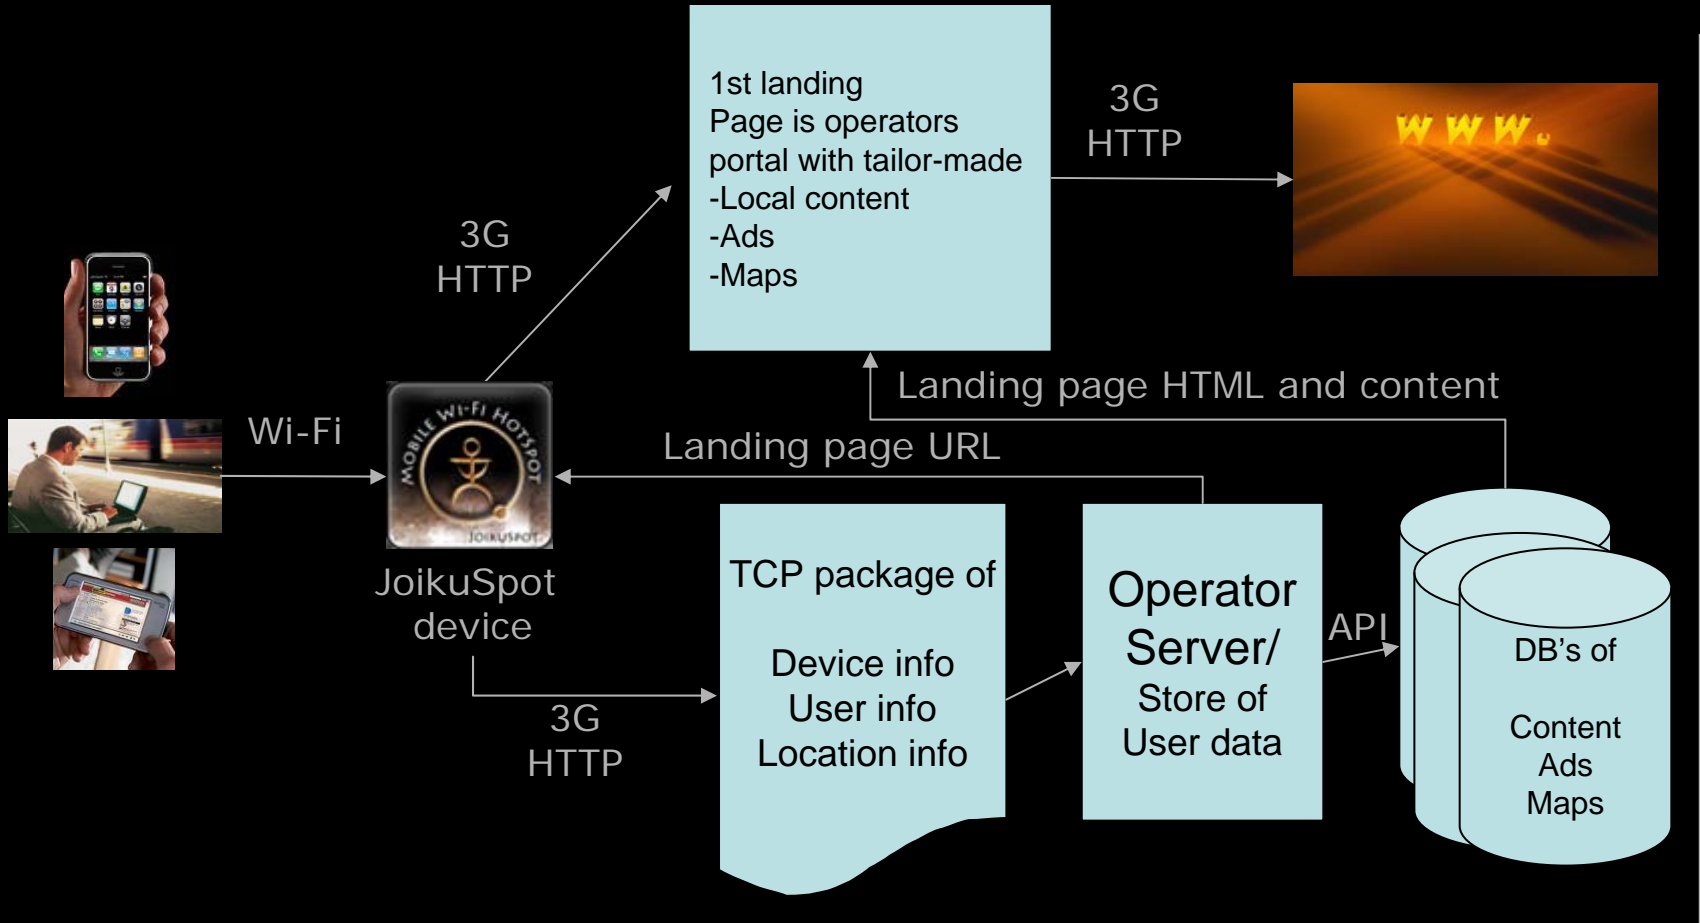 1st landing
Page is operators
portal with tailor-made
-Local content
-Ads
-Maps
3G
HTTP
www.
3G
HTTP
Landing page HTML and content
Wi-Fi
MOBILE WI-FI HOTSPOT
JOIKUSPOT
Landing page URL
JoikuSpot
device
3G
HTTP
TCP package of
Device info
User info
Location info
Operator
Server/
Store of
User data
API
DB's of
Content
Ads
Maps